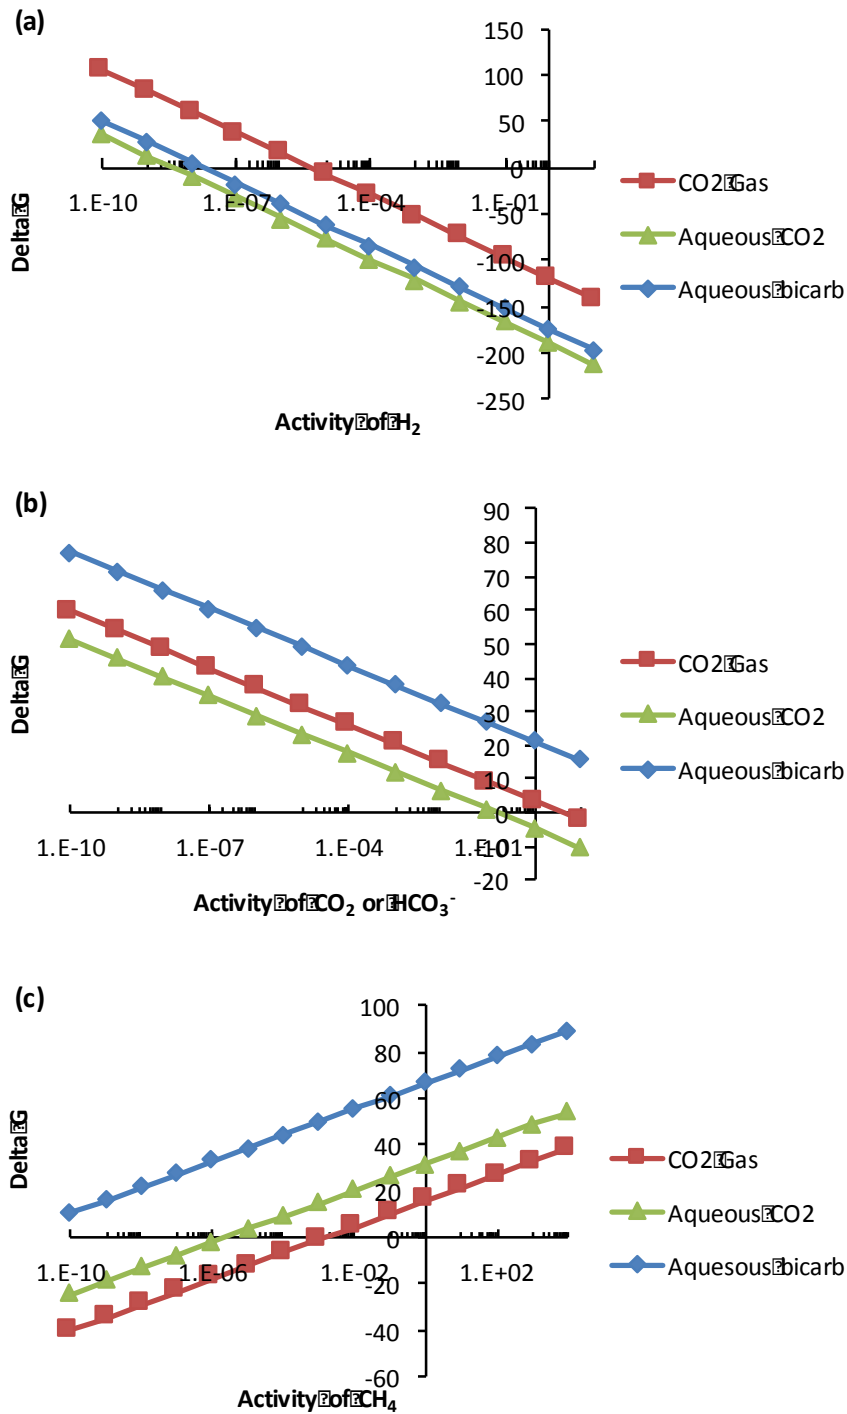 (a)
150
100
50
0
-50
-100
-150
-200
-250
1.E-10
1.E-07
1.E-04
1.E-01
Delta�G
Activity�of�H₂
CO2�Gas
Aqueous�CO2
Aqueous�bicarb
(b)
90
80
70
60
50
40
30
20
10
0
-10
-20
1.E-10
1.E-07
1.E-04
1.E-01
Delta�G
Activity�of�CO₂ or�HCO₃⁻
CO2�Gas
Aqueous�CO2
Aqueous�bicarb
(c)
100
80
60
40
20
0
-20
-40
-60
1.E-10
1.E-06
1.E-02
1.E+02
Delta�G
Activity�of�CH₄
CO2�Gas
Aqueous�CO2
Aquesous�bicarb